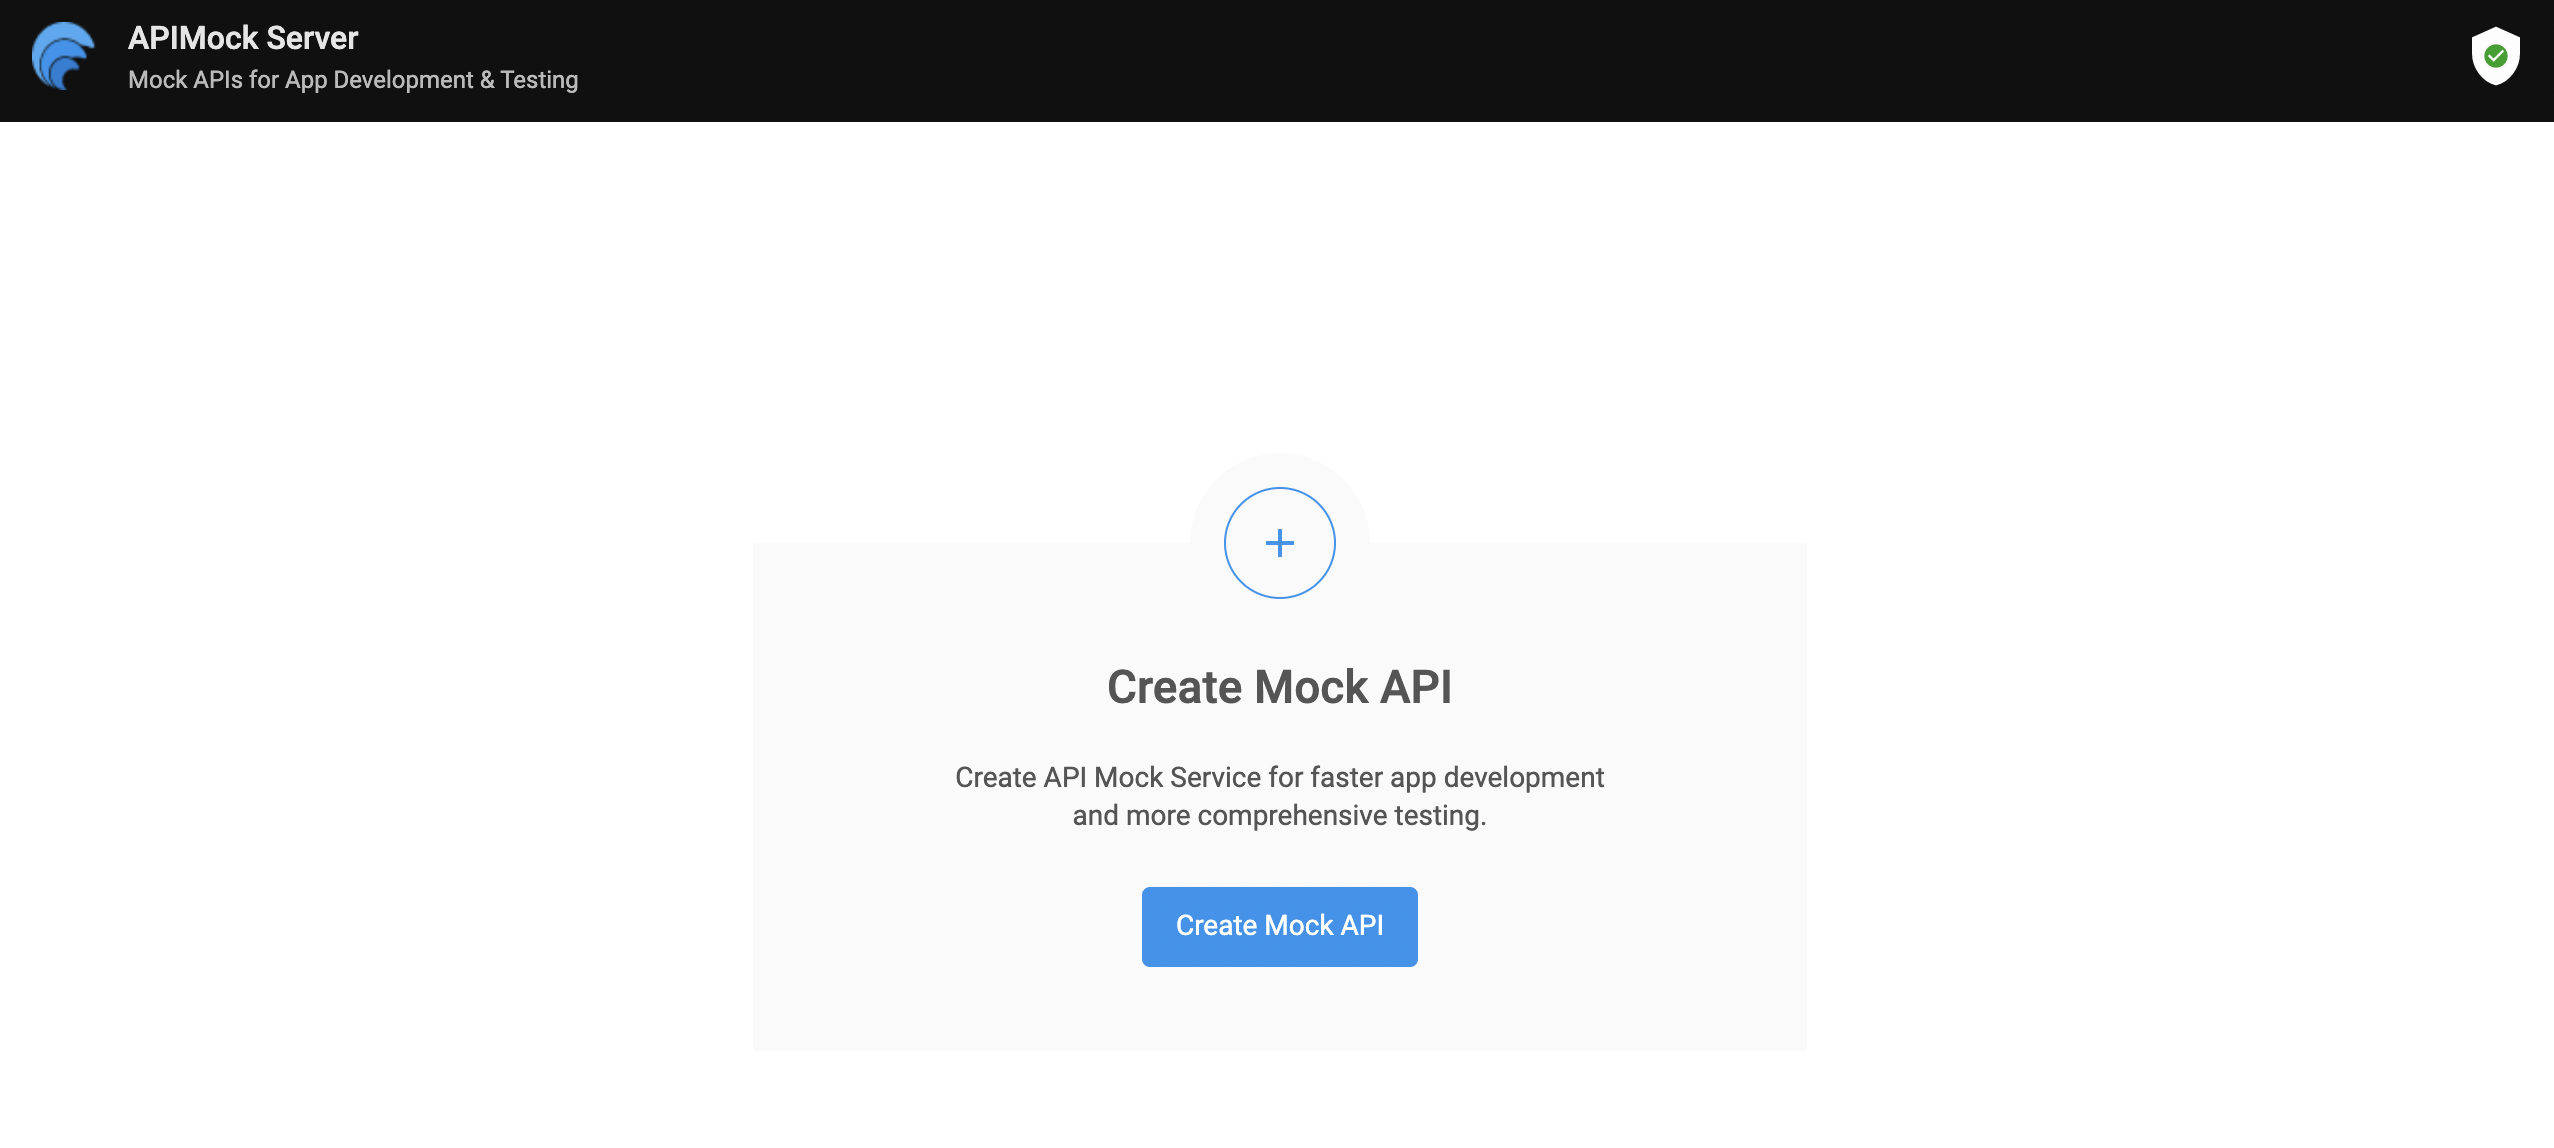 APIMock Server
Mock APIs for App Development & Testing
Create Mock API
Create API Mock Service for faster app development
and more comprehensive testing.
Create Mock API